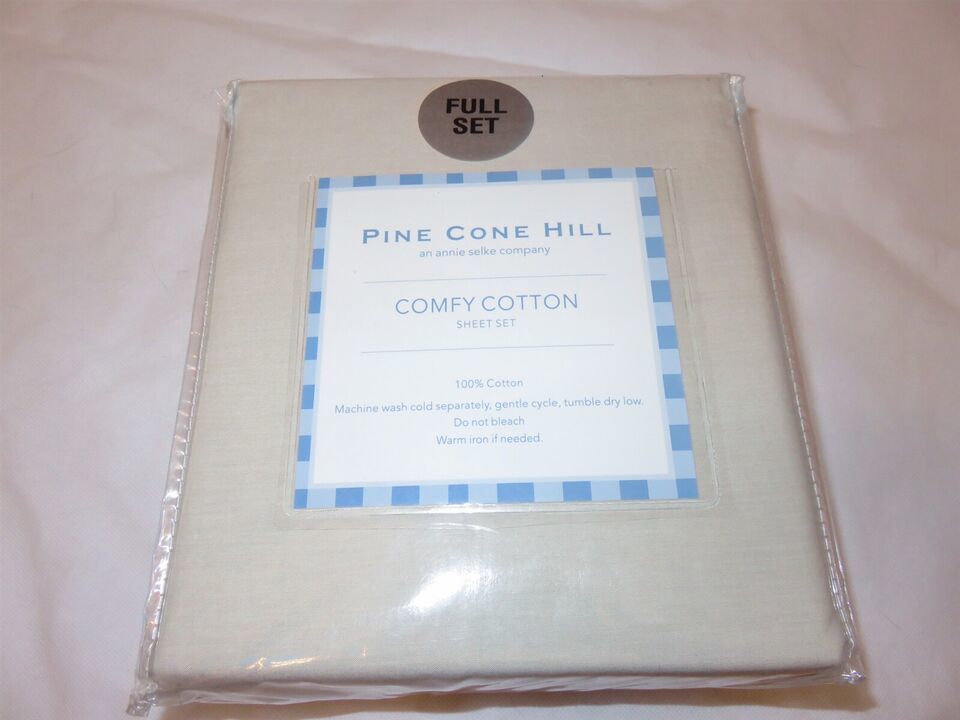 FULL
SET
PINE CONE HILL
an annie selke company
COMFY COTTON
SHEET SET
100% Cotton
Machine wash cold separately, gentle cycle, tumble dry low.
Do not bleach
Warm iron if needed.